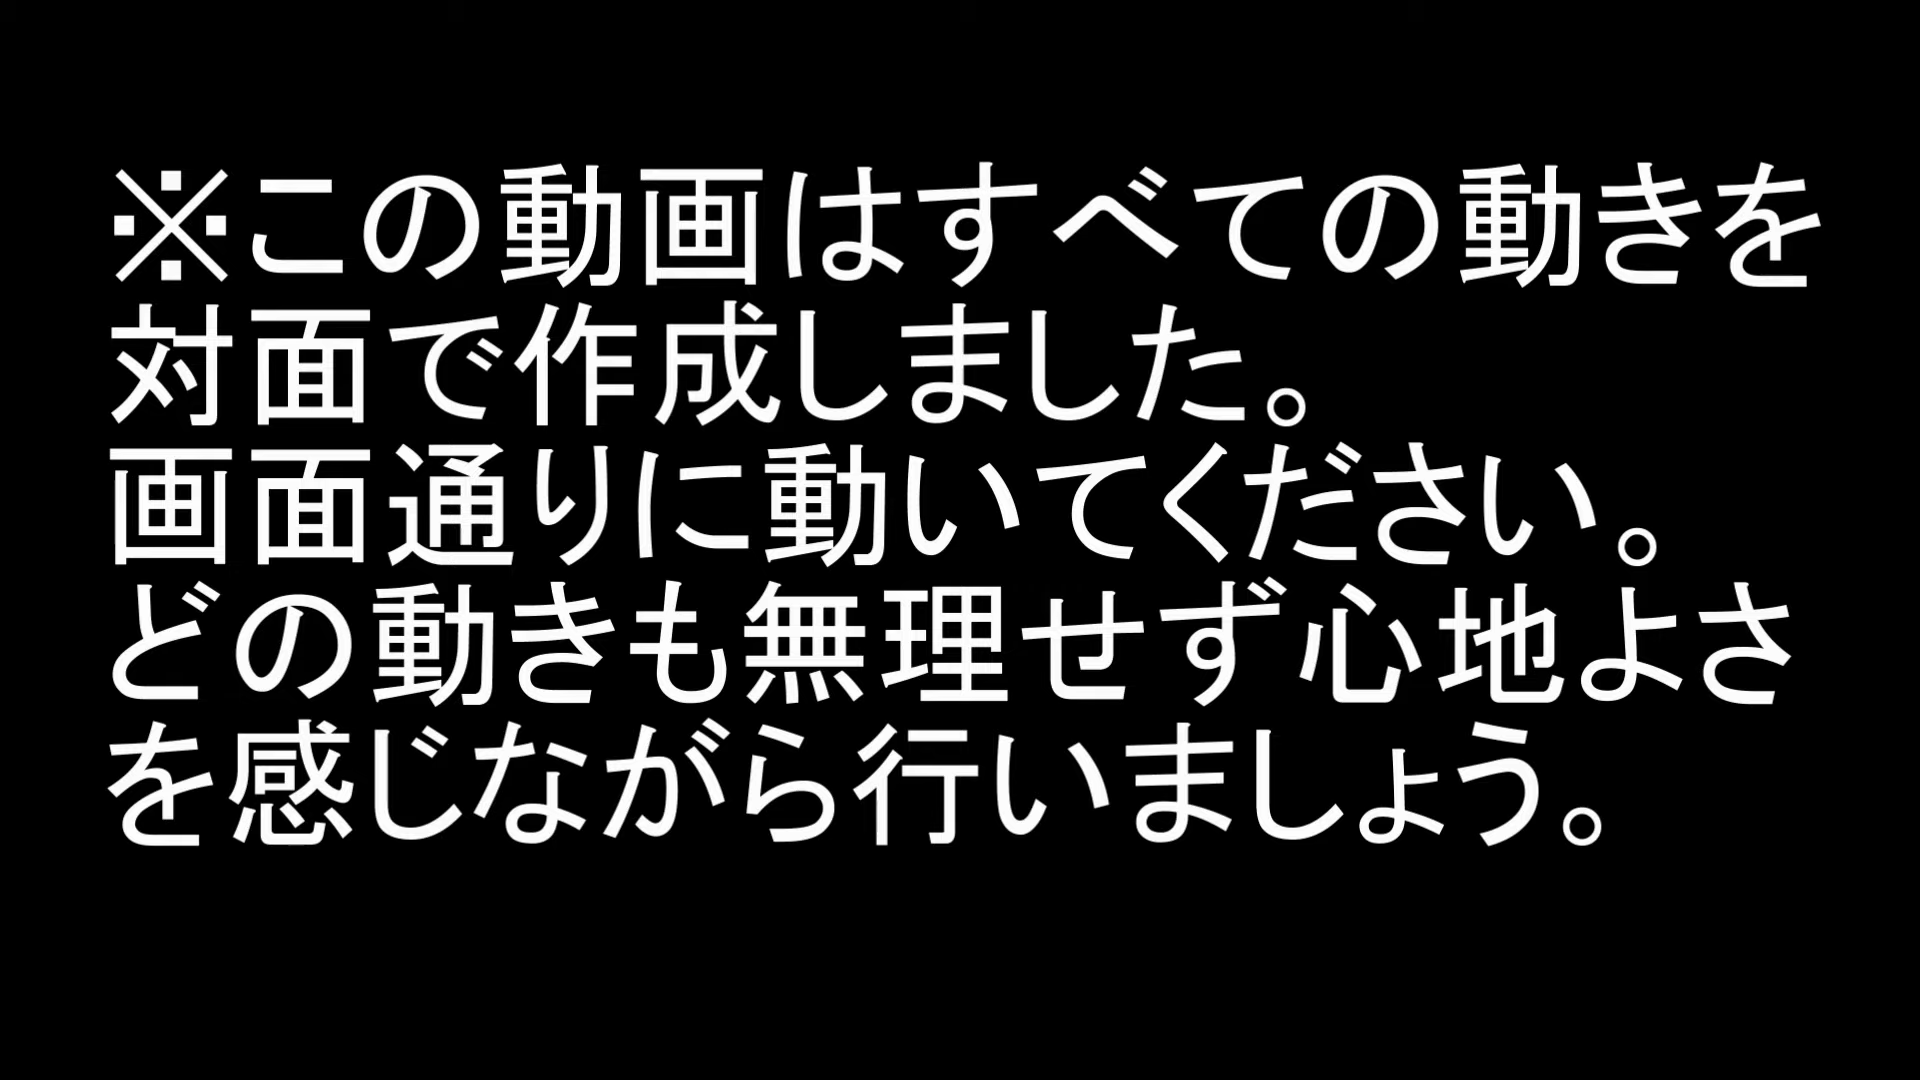 ※この動画はすべての動きを
対面で作成しました。
画面通りに動いてください。
どの動きも無理せず心地よさ
を感じながら行いましょう。